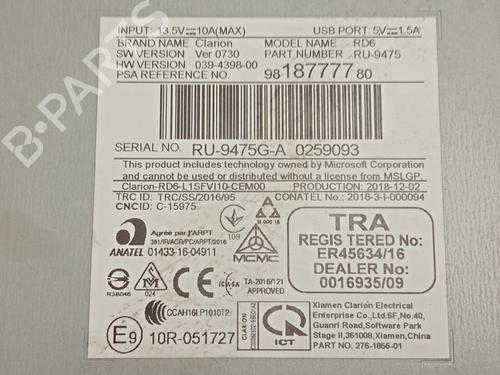 INPUT: 13.5V⎓10A(MAX) USB PORT: 5V⎓1.5A
BRAND NAME Clarion MODEL NAME RD6
SW VERSION Ver 0730 PART NUMBER RU-9475
HW VERSION 039-4398-00
PSA REFERENCE NO. 9818777780
SERIAL NO. RU-9475G-A 0259093
This product includes technology owned by Microsoft Corporation
and cannot be used or distributed without a license from MSLGP.
Clarion-RD6-L1SFVI10-CEM00 PRODUCTION: 2018-12-02
TRC ID: TRC/SS/2016/95 CONATEL No.: 2016-3-I-000094
CNCID: C-15975
Agréé par l'ARPT
ANATEL 01433-16-04911
109
MCMC
TRA
REGISTERED No:
ER45634/16
DEALER No:
0016935/09
024
ICASA
TA-2016/121
APPROVED
CCAH16LP1010T2
E9 10R-051727
ICT
Xiamen Clarion Electrical
Enterprise Co.,Ltd.6F,No.40,
Guanri Road,Software Park
Stage II,361008,Xiamen,China
PART NO. 276-1856-01
B-PARTS